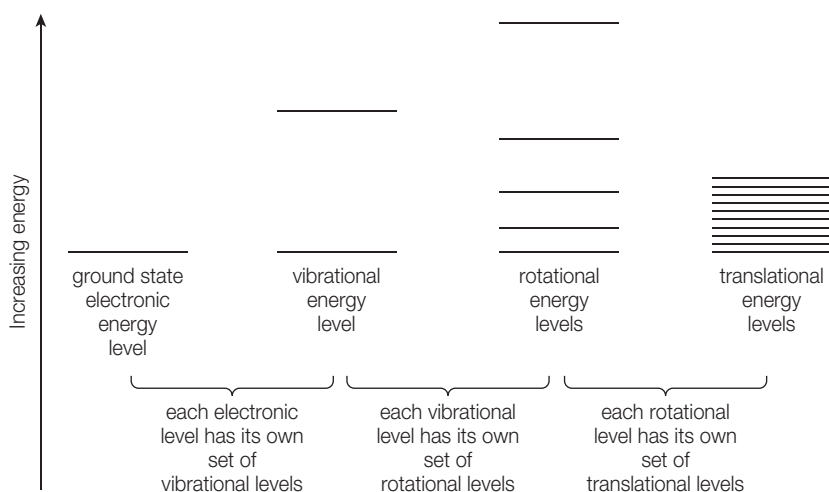 Increasing energy
ground state
electronic
energy
level
vibrational
energy
level
rotational
energy
levels
translational
energy
levels
each electronic
level has its own
set of
vibrational levels
each vibrational
level has its own
set of
rotational levels
each rotational
level has its own
set of
translational levels